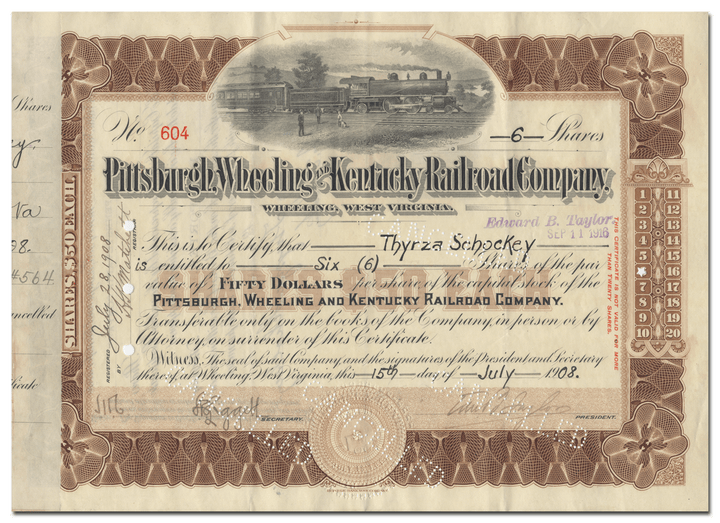 Shares
No. 604
—6— Shares
Pittsburgh, Wheeling and Kentucky Railroad Company.
WHEELING, WEST VIRGINIA.
Edward B. Taylor
SEP 11 1916
This is to Certify, that Thyrza Schockey
is entitled to Six (6) Shares of the par
value of FIFTY DOLLARS per share of the capital stock of the
PITTSBURGH, WHEELING AND KENTUCKY RAILROAD COMPANY.
Transferable only on the books of the Company, in person or by
Attorney, on surrender of this Certificate.
Witness, The seal of said Company and the signatures of the President and Secretary
thereof, at Wheeling, West Virginia, this 15th day of July 1908.
SECRETARY.
PRESIDENT.
SHARES $50 EACH
REGISTERED July 28, 1908
BY
REGISTRAR
THIS CERTIFICATE IS NOT VALID FOR MORE
THAN TWENTY SHARES.
1 11
2 12
3 13
4 14
5 15
16
7 17
8 18
9 19
10 20
Va
98.
4564